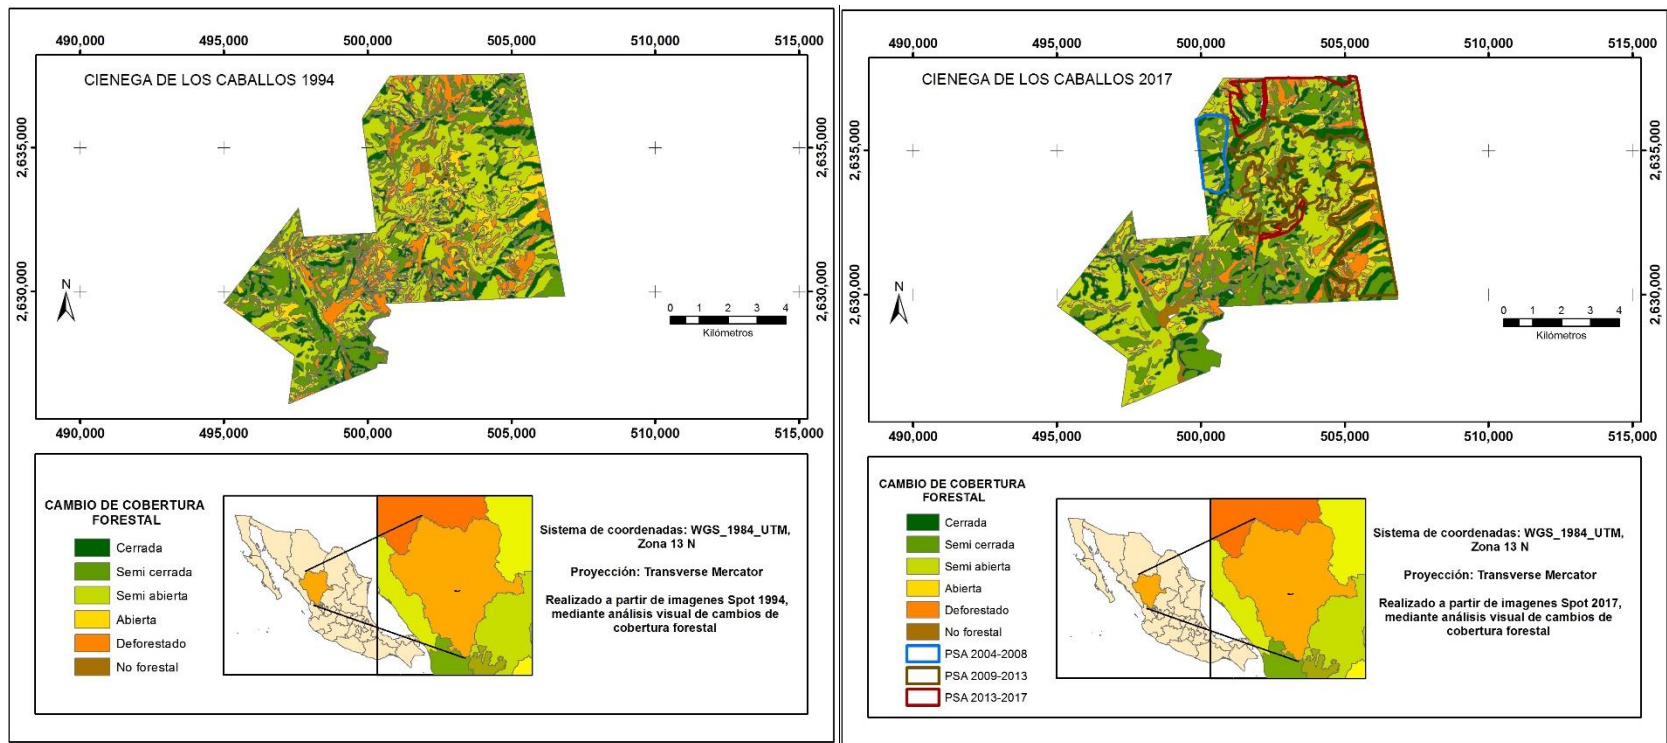 490,000 495,000 500,000 505,000 510,000 515,000
CIENEGA DE LOS CABALLOS 1994
2,635,000
2,635,000
2,630,000
2,630,000
N
0 1 2 3 4
Kilómetros
490,000 495,000 500,000 505,000 510,000 515,000
CAMBIO DE COBERTURA
FORESTAL
Cerrada
Semi cerrada
Semi abierta
Abierta
Deforestado
No forestal
Sistema de coordenadas: WGS_1984_UTM,
Zona 13 N
Proyección: Transverse Mercator
Realizado a partir de imagenes Spot 1994,
mediante análisis visual de cambios de
cobertura forestal
490,000 495,000 500,000 505,000 510,000 515,000
CIENEGA DE LOS CABALLOS 2017
2,635,000
2,635,000
2,630,000
2,630,000
N
0 1 2 3 4
Kilómetros
490,000 495,000 500,000 505,000 510,000 515,000
CAMBIO DE COBERTURA
FORESTAL
Cerrada
Semi cerrada
Semi abierta
Abierta
Deforestado
No forestal
PSA 2004-2008
PSA 2009-2013
PSA 2013-2017
Sistema de coordenadas: WGS_1984_UTM,
Zona 13 N
Proyección: Transverse Mercator
Realizado a partir de imagenes Spot 2017,
mediante análisis visual de cambios de
cobertura forestal